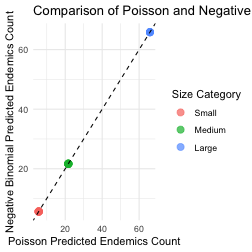 Comparison of Poisson and Negative
Negative Binomial Predicted Endemics Count
60
40
20
20
40
60
Poisson Predicted Endemics Count
Size Category
Small
Medium
Large